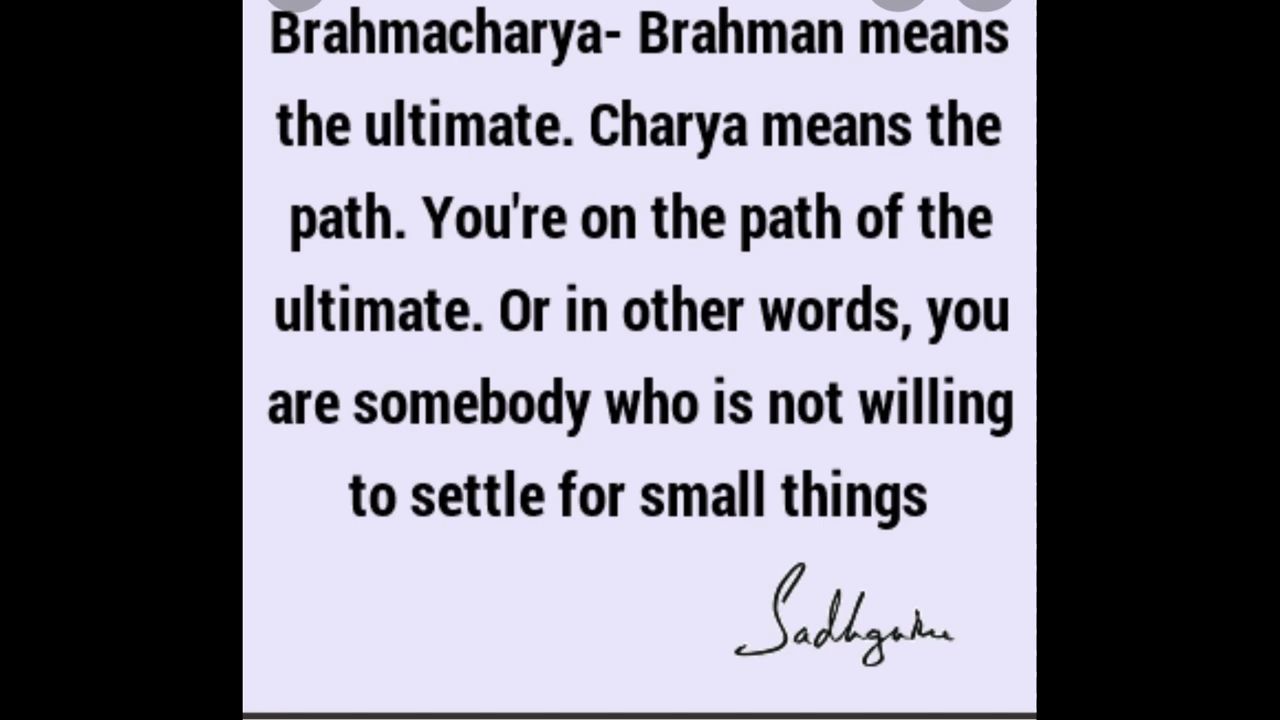 Brahmacharya- Brahman means
the ultimate. Charya means the
path. You're on the path of the
ultimate. Or in other words, you
are somebody who is not willing
to settle for small things
Sadhguru